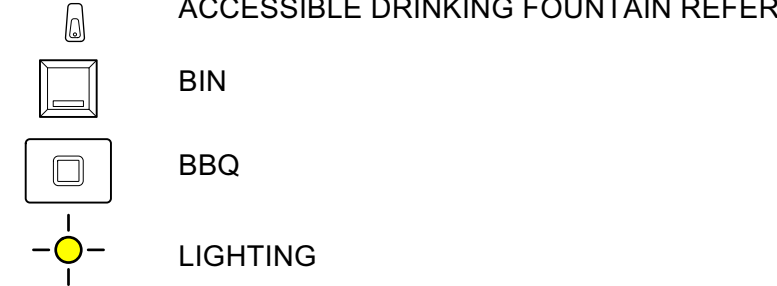 ACCESSIBLE DRINKING FOUNTAIN REFER
BIN
BBQ
LIGHTING